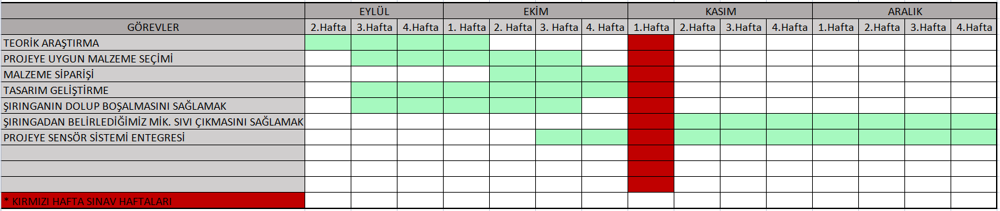 EYLÜL EKİM KASIM ARALIK
GÖREVLER 2.Hafta 3.Hafta 4.Hafta 1. Hafta 2. Hafta 3. Hafta 4. Hafta 1.Hafta 2.Hafta 3.Hafta 4.Hafta 1.Hafta 2.Hafta 3.Hafta 4.Hafta
TEORİK ARAŞTIRMA
PROJEYE UYGUN MALZEME SEÇİMİ
MALZEME SİPARİŞİ
TASARIM GELİŞTİRME
ŞIRINGANIN DOLUP BOŞALMASINI SAĞLAMAK
ŞIRINGADAN BELİRLEDİĞİMİZ MİK. SIVI ÇIKMASINI SAĞLAMAK
PROJEYE SENSÖR SİSTEMİ ENTEGRESİ
* KIRMIZI HAFTA SINAV HAFTALARI